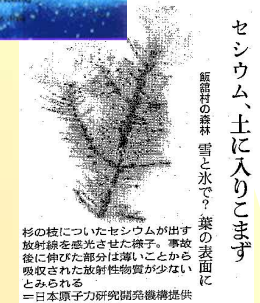 セシウム、土に入りこまず
飯舘村の森林
雪と氷で?葉の表面に
杉の枝についたセシウムが出す
放射線を感光させた様子。事故
後に伸びた部分は薄いことから
吸収された放射性物質が少ない
とみられる
=日本原子力研究開発機構提供